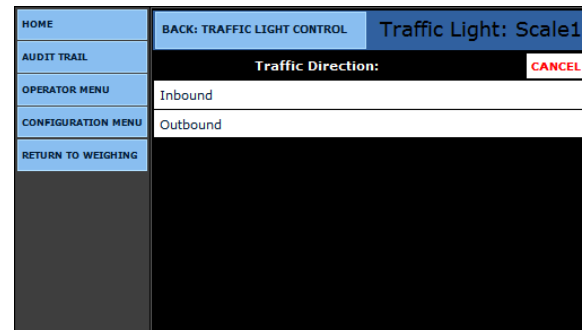 HOME
AUDIT TRAIL
OPERATOR MENU
CONFIGURATION MENU
RETURN TO WEIGHING
BACK: TRAFFIC LIGHT CONTROL
Traffic Light: Scale1
Traffic Direction:
CANCEL
Inbound
Outbound